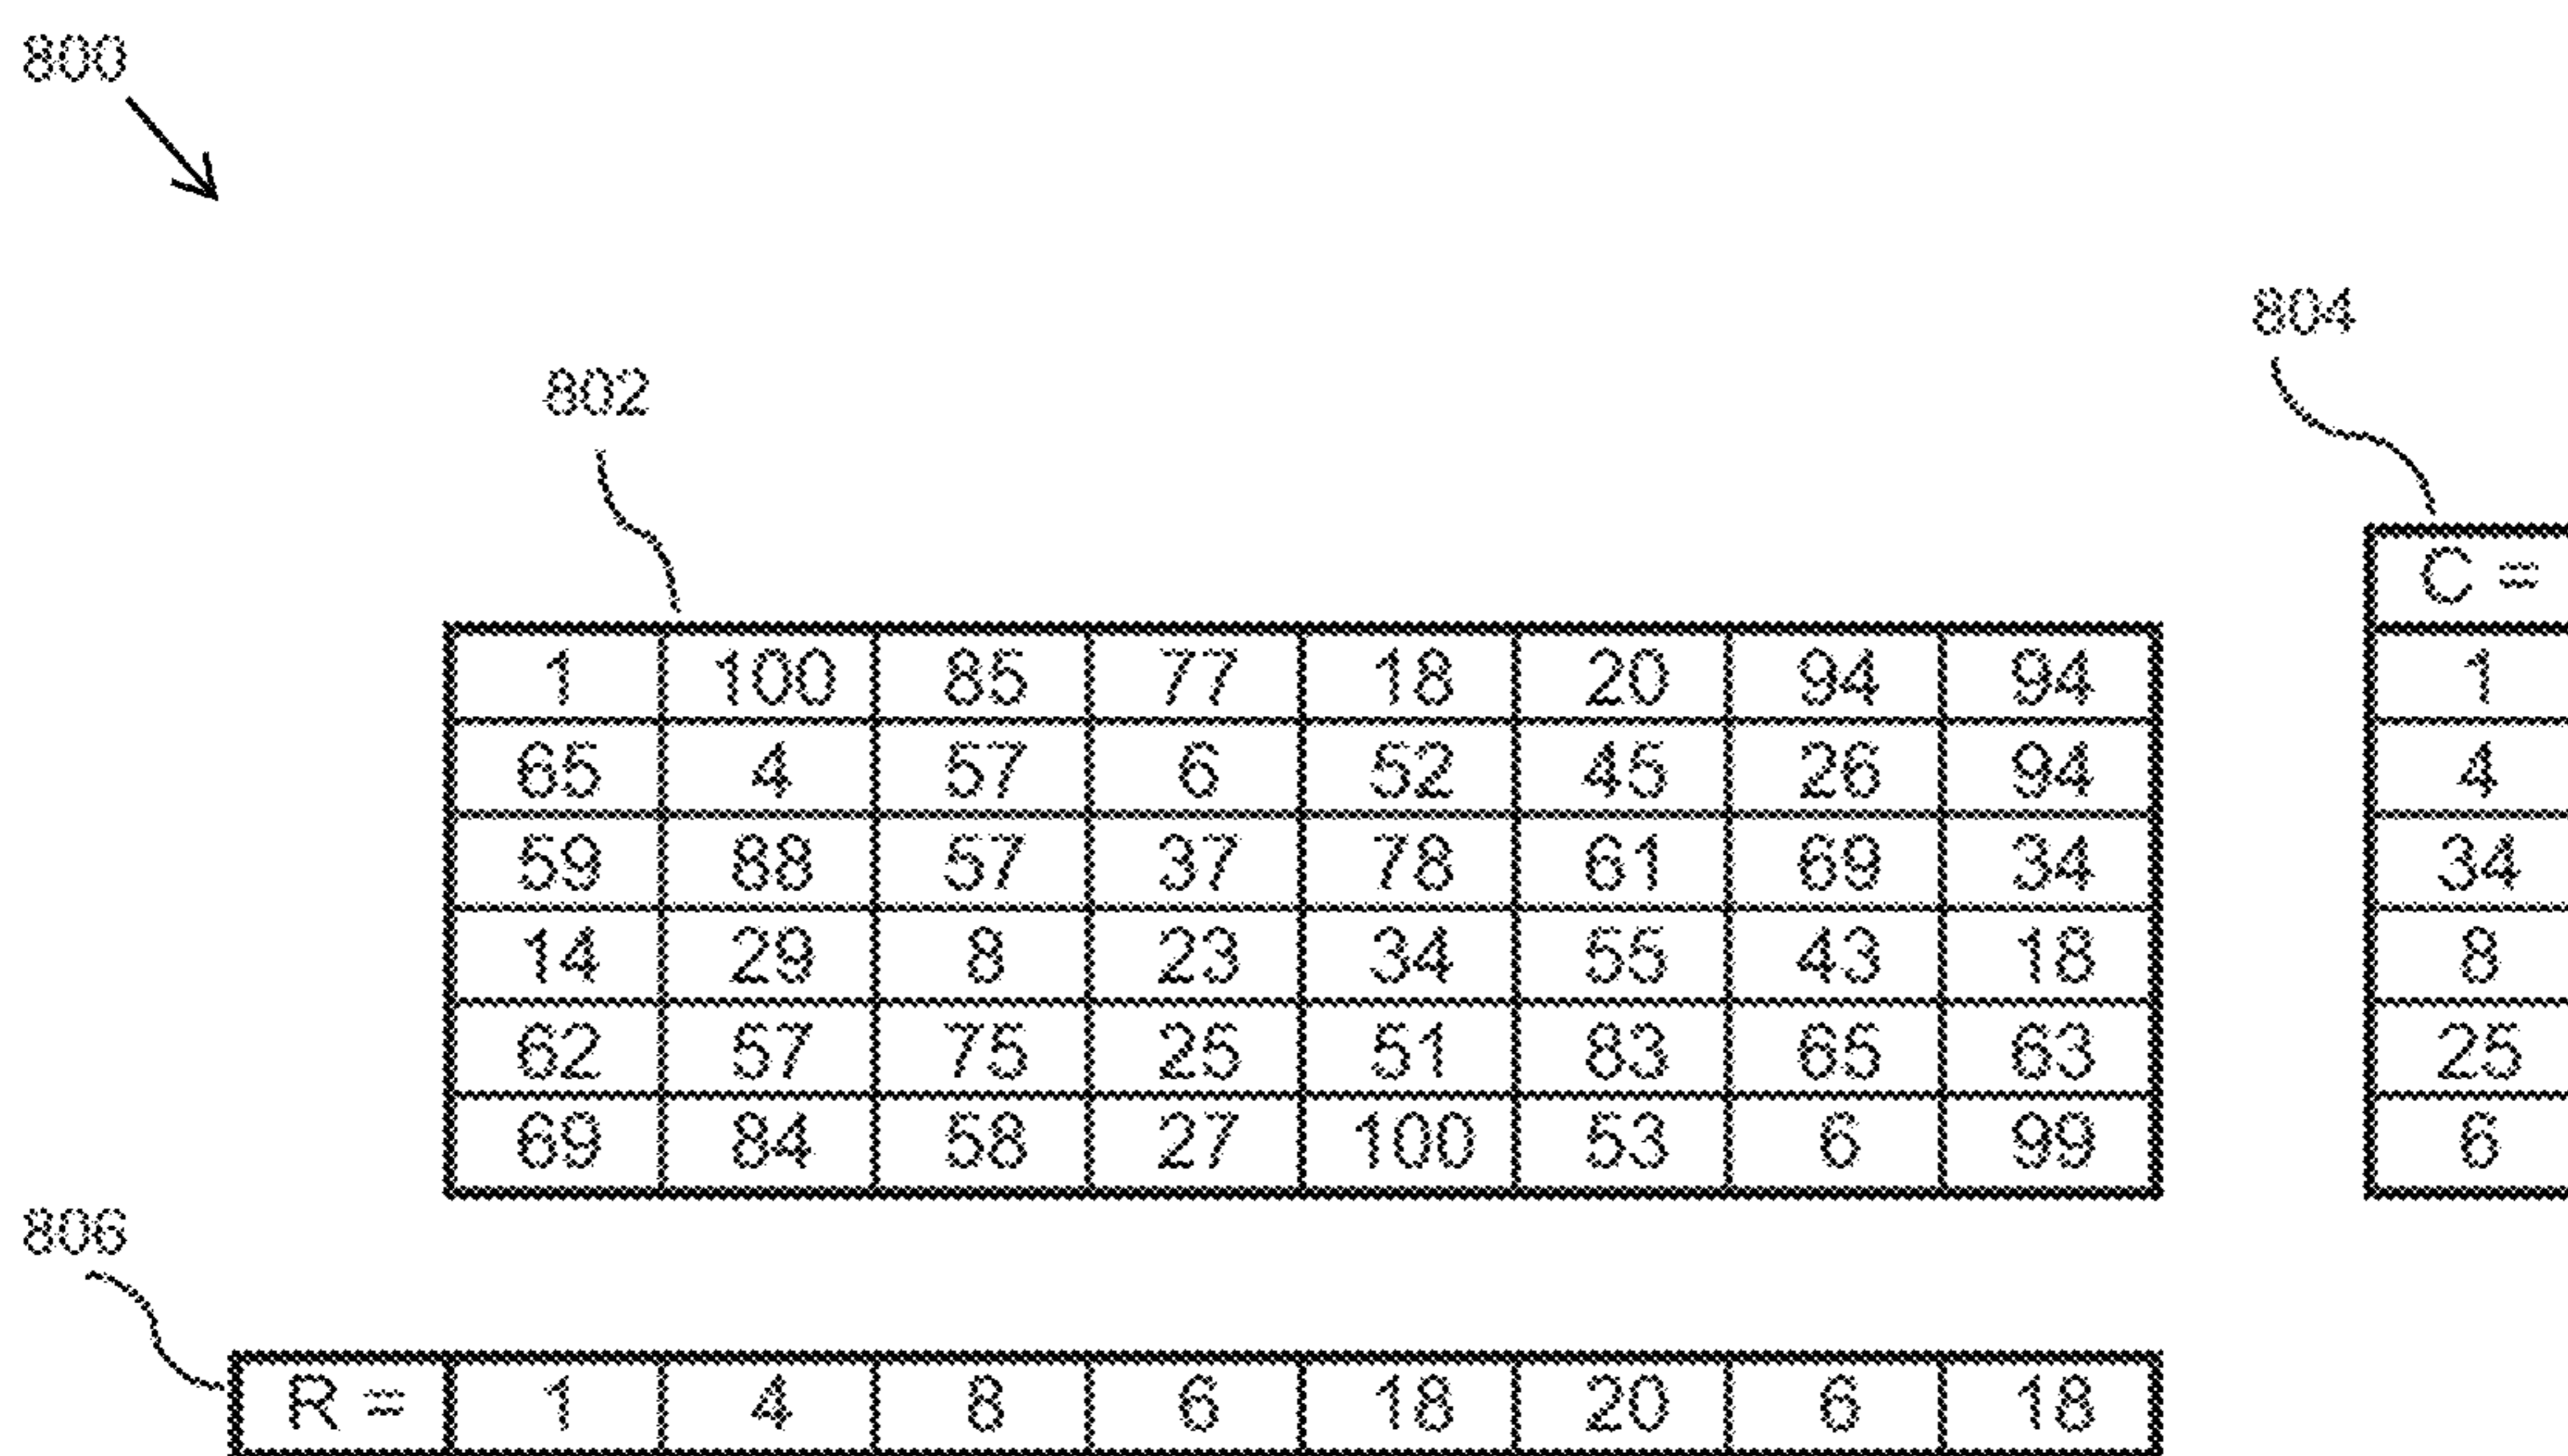 800
804
802
C =
1 100 85 77 18 20 94 94 1
65 4 57 6 52 45 26 94 4
59 88 57 37 78 61 69 34 34
14 29 8 23 34 55 43 18 8
62 57 75 25 51 83 65 63 25
69 84 58 27 100 53 6 99 6
806
R = 1 4 8 6 18 20 6 18